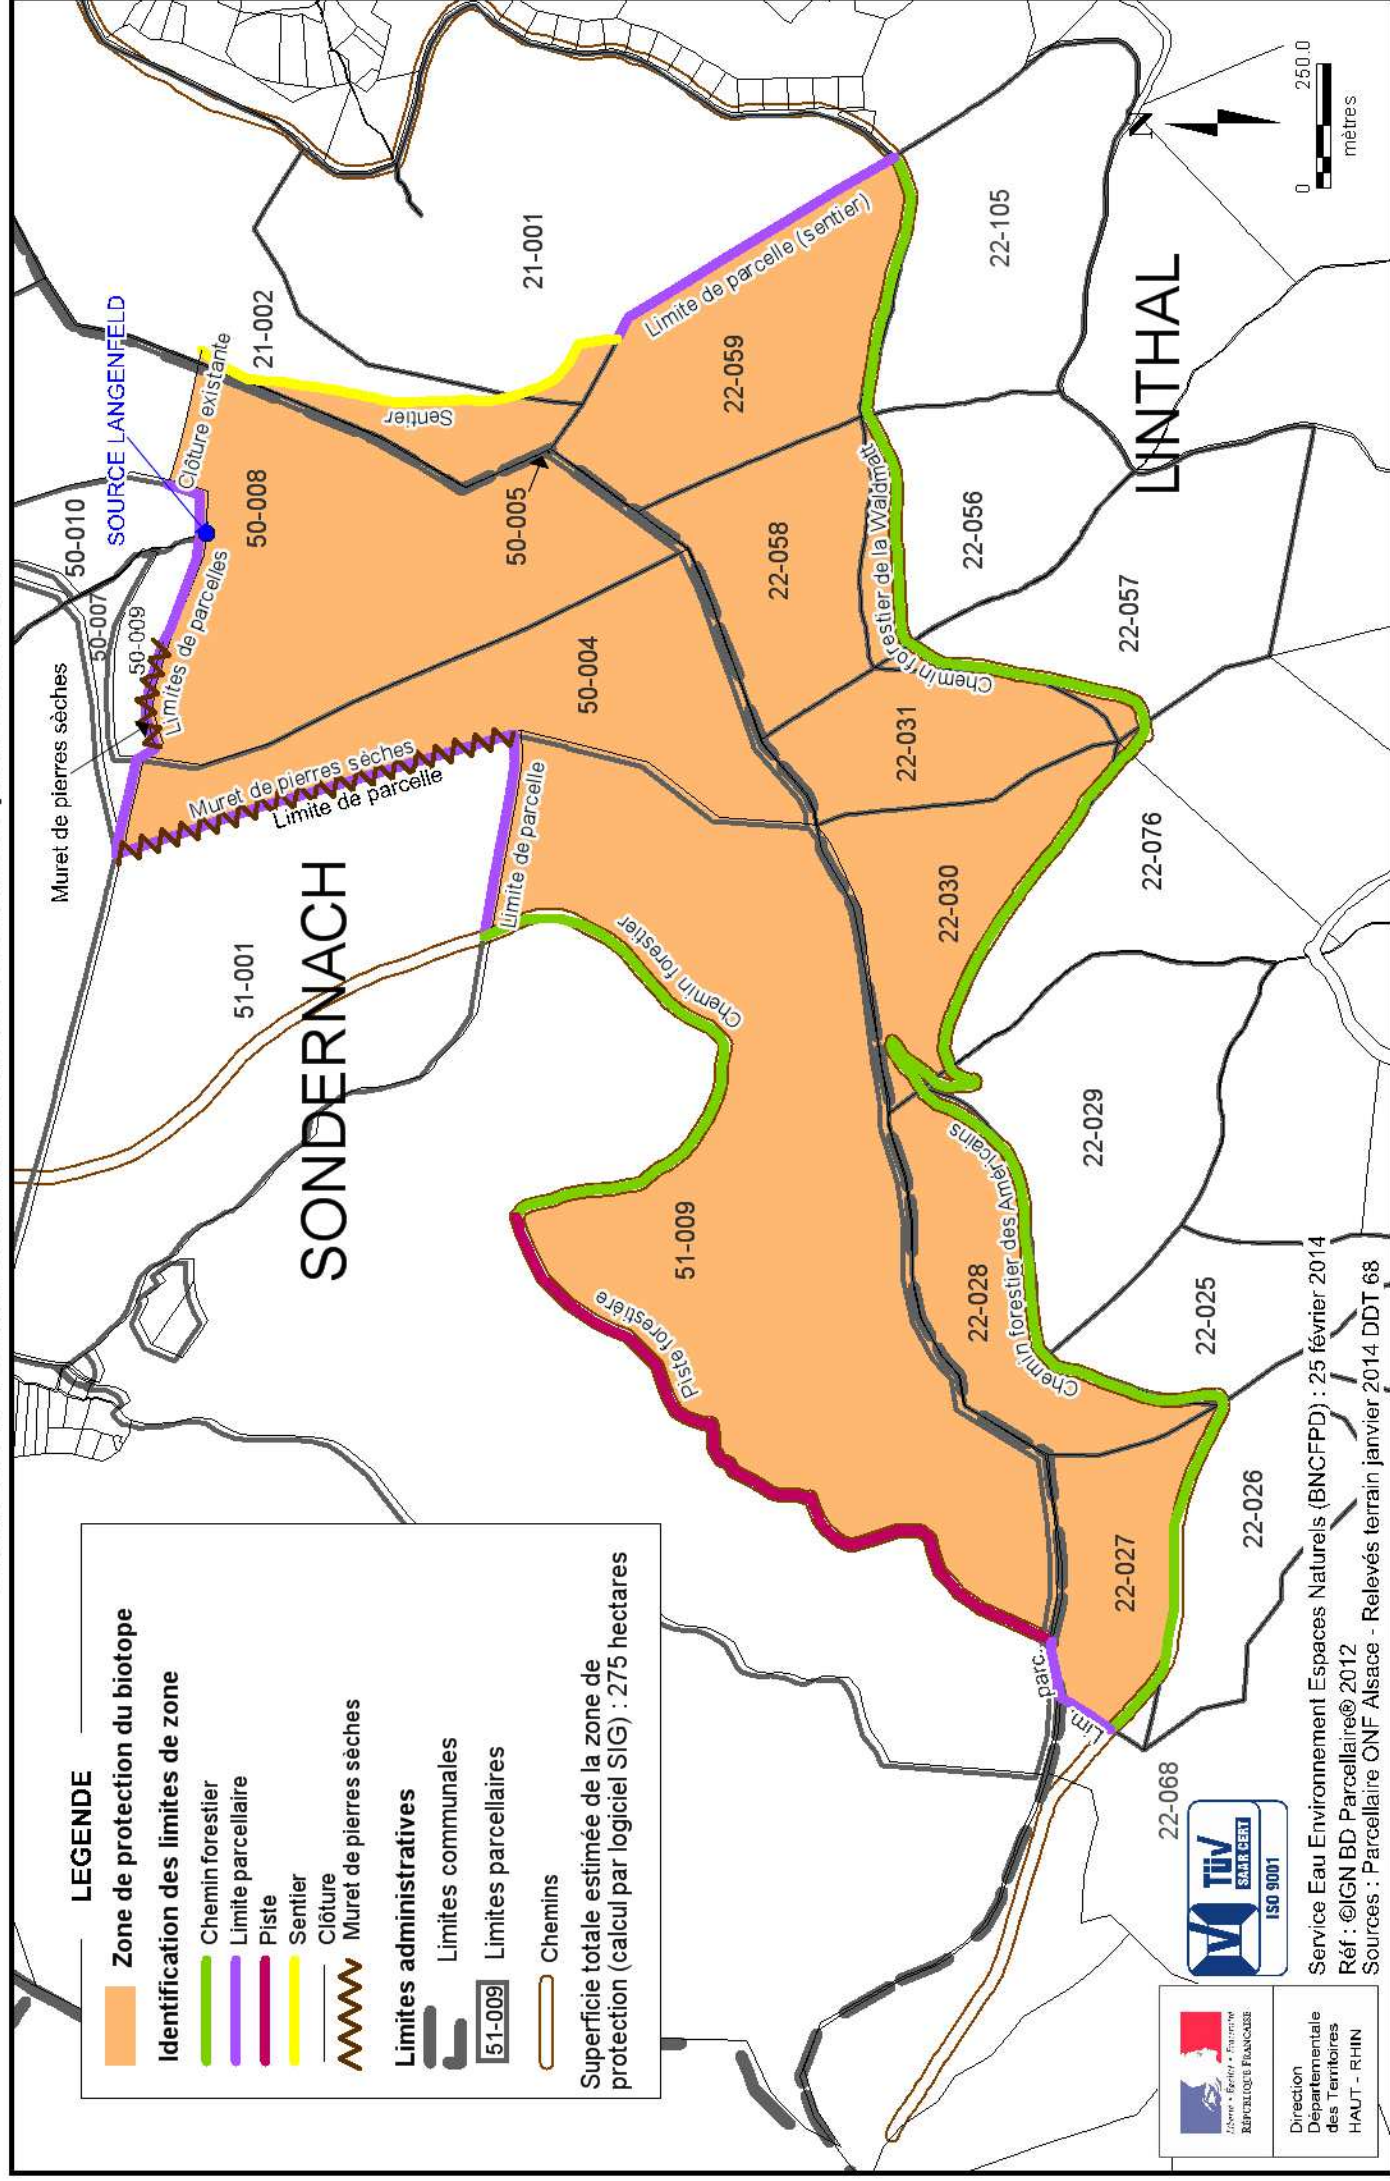 LEGENDE
Zone de protection du biotope
Identification des limites de zone
Chemin forestier
Limite parcellaire
Piste
Sentier
Clôture
Muret de pierres sèches
Limites administratives
Limites communales
51-009
Limites parcellaires
Chemins
Superficie totale estimée de la zone de
protection (calcul par logiciel SIG) : 275 hectares
SONDERNACH
LINTHAL
Muret de pierres sèches
SOURCE LANGENFELD
50-010
50-007
50-009
Limites de parcelles
Clôture existante
50-008
21-002
21-001
Sentier
50-005
Limite de parcelle (sentier)
Muret de pierres sèches
Limite de parcelle
50-004
51-001
Limite de parcelle
Chemin forestier
51-009
Piste forestière
22-059
22-058
22-031
22-030
22-028
22-027
Chemin forestier de la Waldmatt
Chemin forestier des Américains
Lim.
parc.
22-105
22-056
22-057
22-076
22-029
22-025
22-026
22-068
N
0
250.0
mètres
TÜV
SAAR CERT
ISO 9001
Liberté • Égalité • Fraternité
RÉPUBLIQUE FRANÇAISE
Direction
Départementale
des Territoires
HAUT - RHIN
Service Eau Environnement Espaces Naturels (BNCFPD) : 25 février 2014
Réf : ©IGN BD Parcellaire® 2012
Sources : Parcellaire ONF Alsace - Relevés terrain janvier 2014 DDT 68